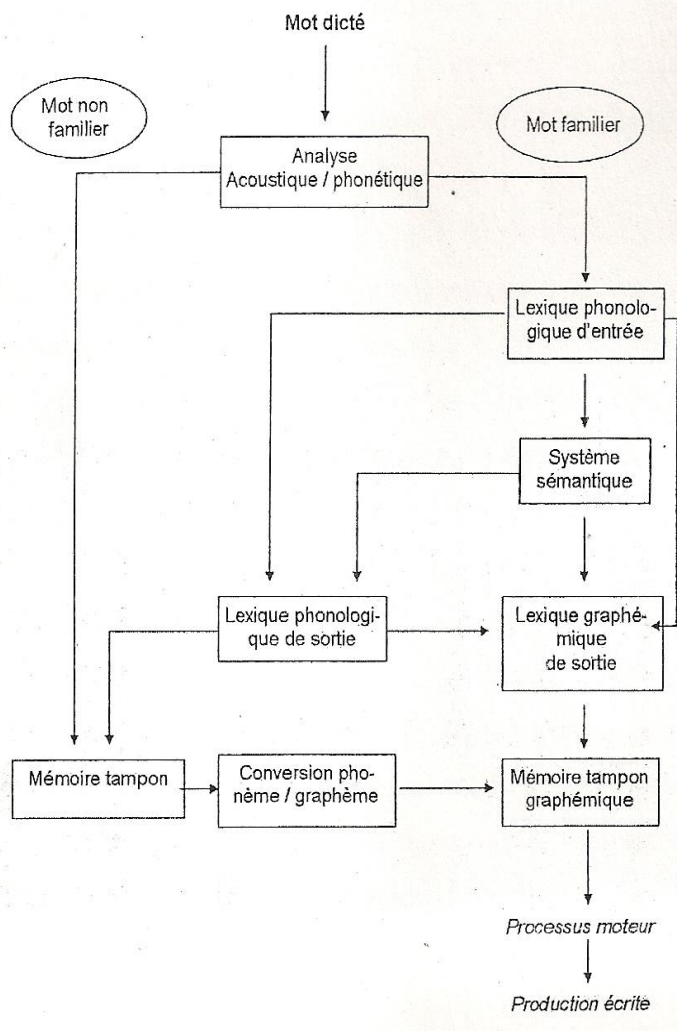 Mot dicté
Mot non
familier
Mot familier
Analyse
Acoustique / phonétique
Lexique phonolo-
gique d'entrée
Système
sémantique
Lexique phonologi-
que de sortie
Lexique graphé-
mique
de sortie
Mémoire tampon
Conversion pho-
nème / graphème
Mémoire tampon
graphémique
Processus moteur
Production écrite